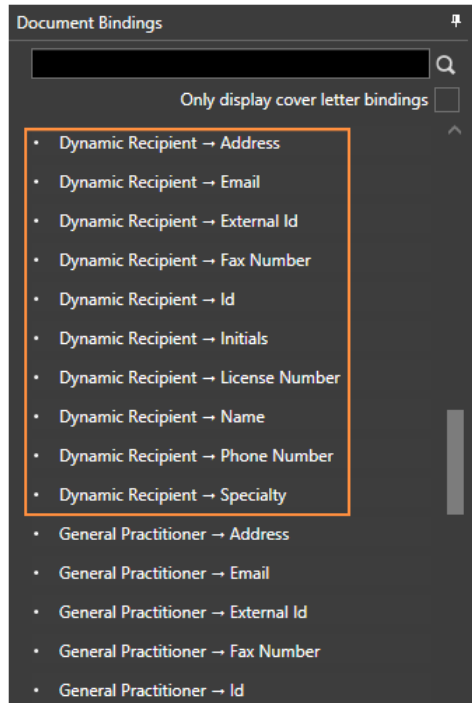 Document Bindings
Only display cover letter bindings
• Dynamic Recipient → Address
• Dynamic Recipient → Email
• Dynamic Recipient → External Id
• Dynamic Recipient → Fax Number
• Dynamic Recipient → Id
• Dynamic Recipient → Initials
• Dynamic Recipient → License Number
• Dynamic Recipient → Name
• Dynamic Recipient → Phone Number
• Dynamic Recipient → Specialty
• General Practitioner → Address
• General Practitioner → Email
• General Practitioner → External Id
• General Practitioner → Fax Number
• General Practitioner → Id